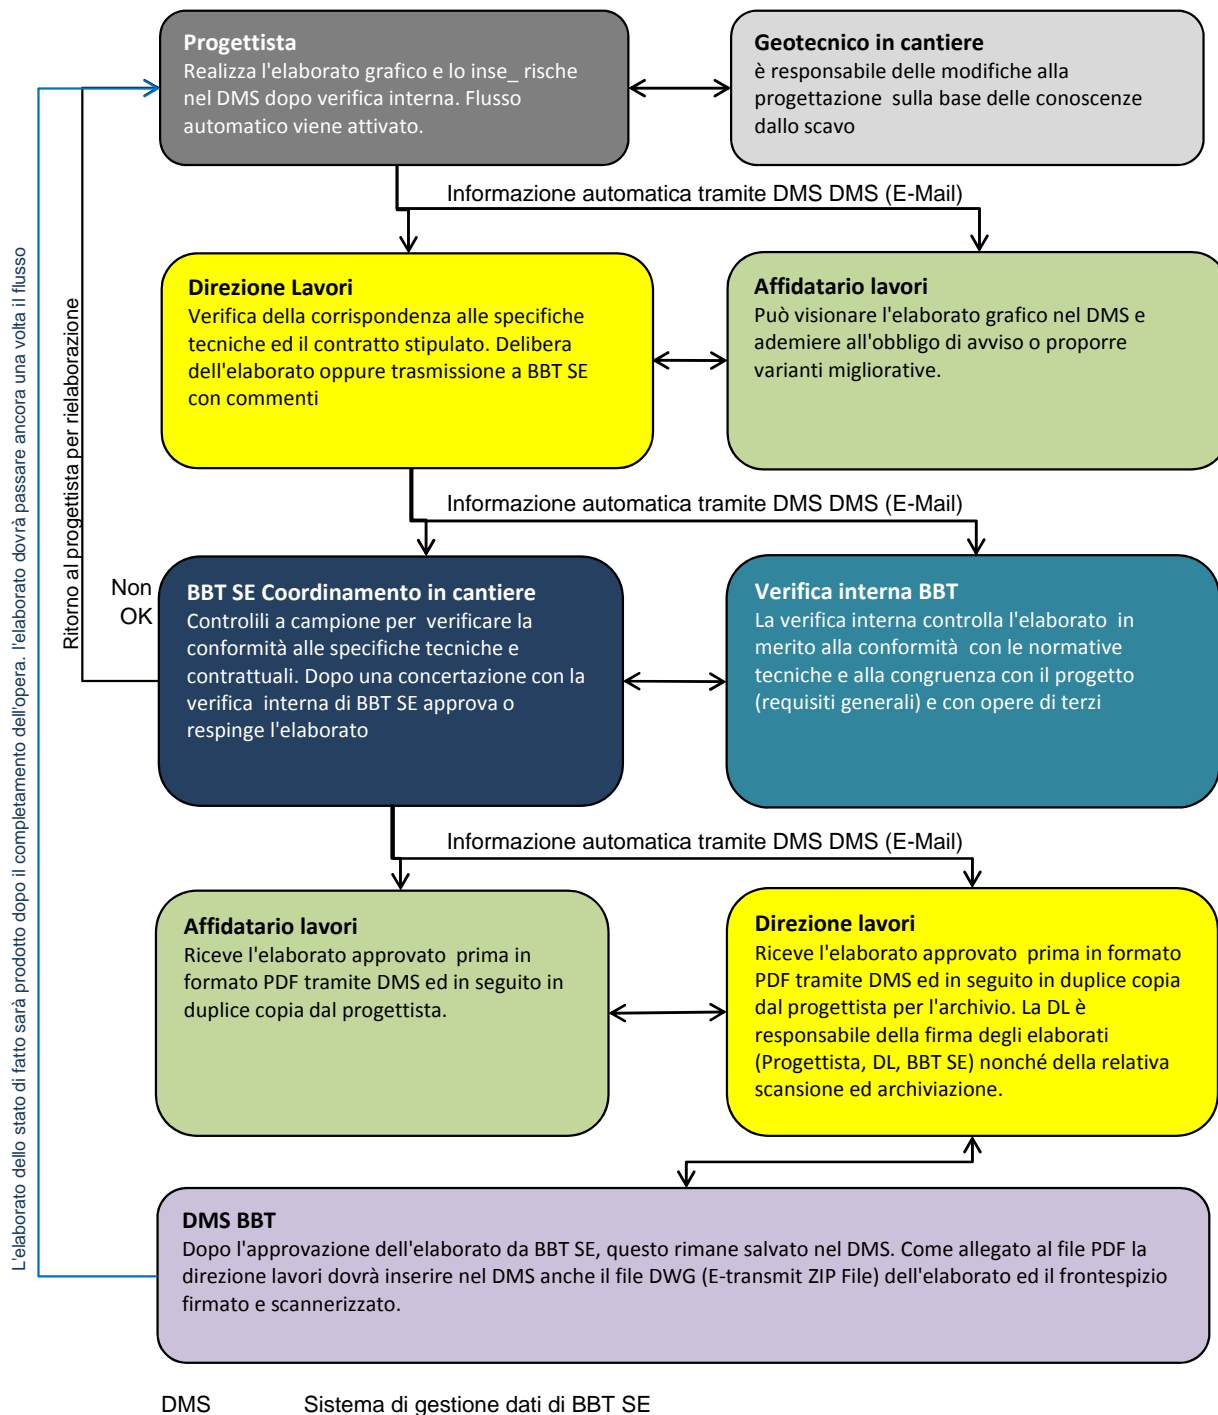 Progettista
Realizza l'elaborato grafico e lo inse_ rische
nel DMS dopo verifica interna. Flusso
automatico viene attivato.
Geotecnico in cantiere
è responsabile delle modifiche alla
progettazione sulla base delle conoscenze
dallo scavo
Informazione automatica tramite DMS DMS (E-Mail)
Direzione Lavori
Verifica della corrispondenza alle specifiche
tecniche ed il contratto stipulato. Delibera
dell'elaborato oppure trasmissione a BBT SE
con commenti
Affidatario lavori
Può visionare l'elaborato grafico nel DMS e
ademiere all'obbligo di avviso o proporre
varianti migliorative.
Informazione automatica tramite DMS DMS (E-Mail)
Non
OK
BBT SE Coordinamento in cantiere
Controlili a campione per verificare la
conformità alle specifiche tecniche e
contrattuali. Dopo una concertazione con la
verifica interna di BBT SE approva o
respinge l'elaborato
Verifica interna BBT
La verifica interna controlla l'elaborato in
merito alla conformità con le normative
tecniche e alla congruenza con il progetto
(requisiti generali) e con opere di terzi
Informazione automatica tramite DMS DMS (E-Mail)
Affidatario lavori
Riceve l'elaborato approvato prima in
formato PDF tramite DMS ed in seguito in
duplice copia dal progettista.
Direzione lavori
Riceve l'elaborato approvato prima in formato
PDF tramite DMS ed in seguito in duplice copia
dal progettista per l'archivio. La DL è
responsabile della firma degli elaborati
(Progettista, DL, BBT SE) nonché della relativa
scansione ed archiviazione.
DMS BBT
Dopo l'approvazione dell'elaborato da BBT SE, questo rimane salvato nel DMS. Come allegato al file PDF la
direzione lavori dovrà inserire nel DMS anche il file DWG (E-transmit ZIP File) dell'elaborato ed il frontespizio
firmato e scannerizzato.
L'elaborato dello stato di fatto sarà prodotto dopo il completamento dell'opera. l'elaborato dovrà passare ancora una volta il flusso
Ritorno al progettista per rielaborazione
DMS Sistema di gestione dati di BBT SE